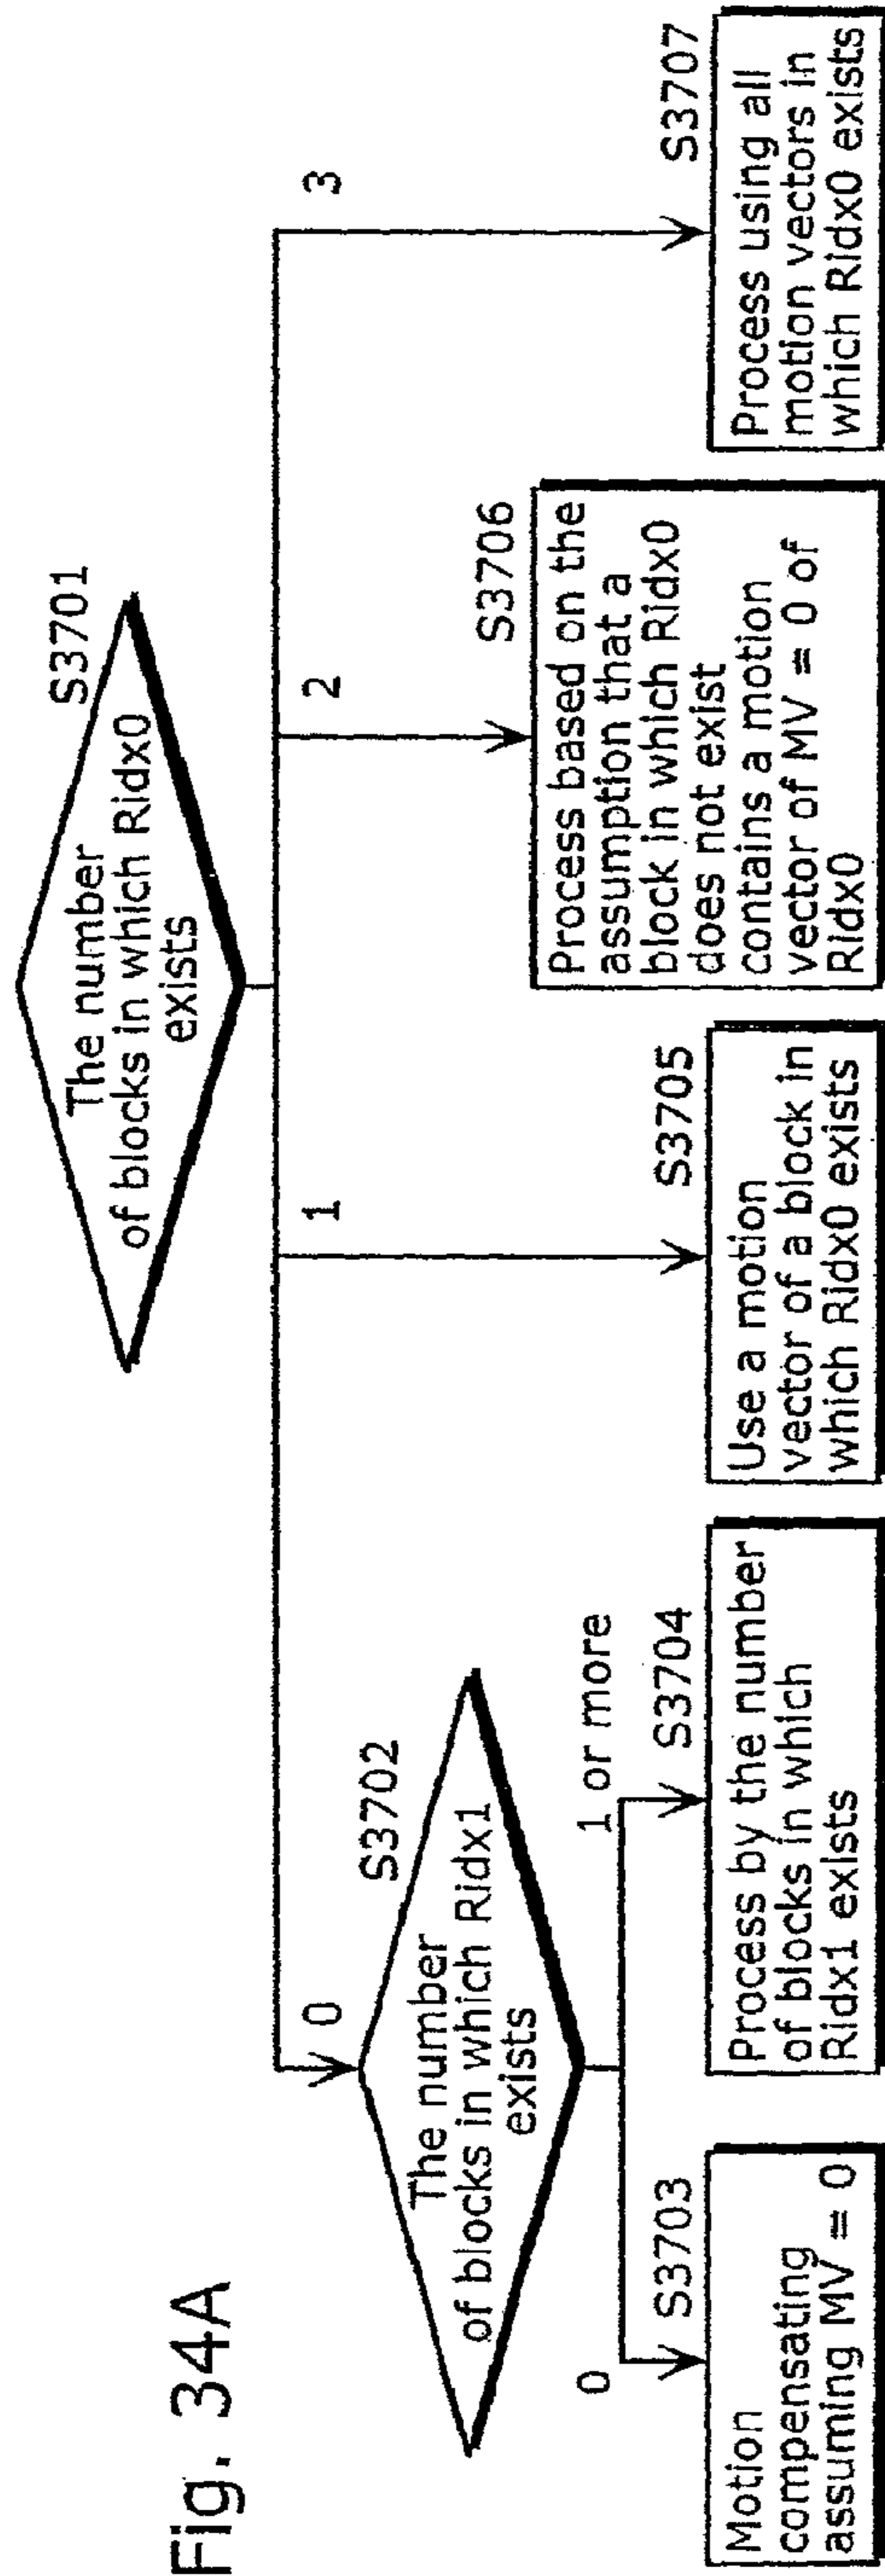 Fig. 34A
S3701
The number
of blocks in which Ridx0
exists
0
1
2
3
S3702
The number
of blocks in which Ridx1
exists
0
1 or more
S3703
Motion
compensating
assuming MV = 0
S3704
Process by the number
of blocks in which
Ridx1 exists
S3705
Use a motion
vector of a block in
which Ridx0 exists
S3706
Process based on the
assumption that a
block in which Ridx0
does not exist
contains a motion
vector of MV = 0 of
Ridx0
S3707
Process using all
motion vectors in
which Ridx0 exists